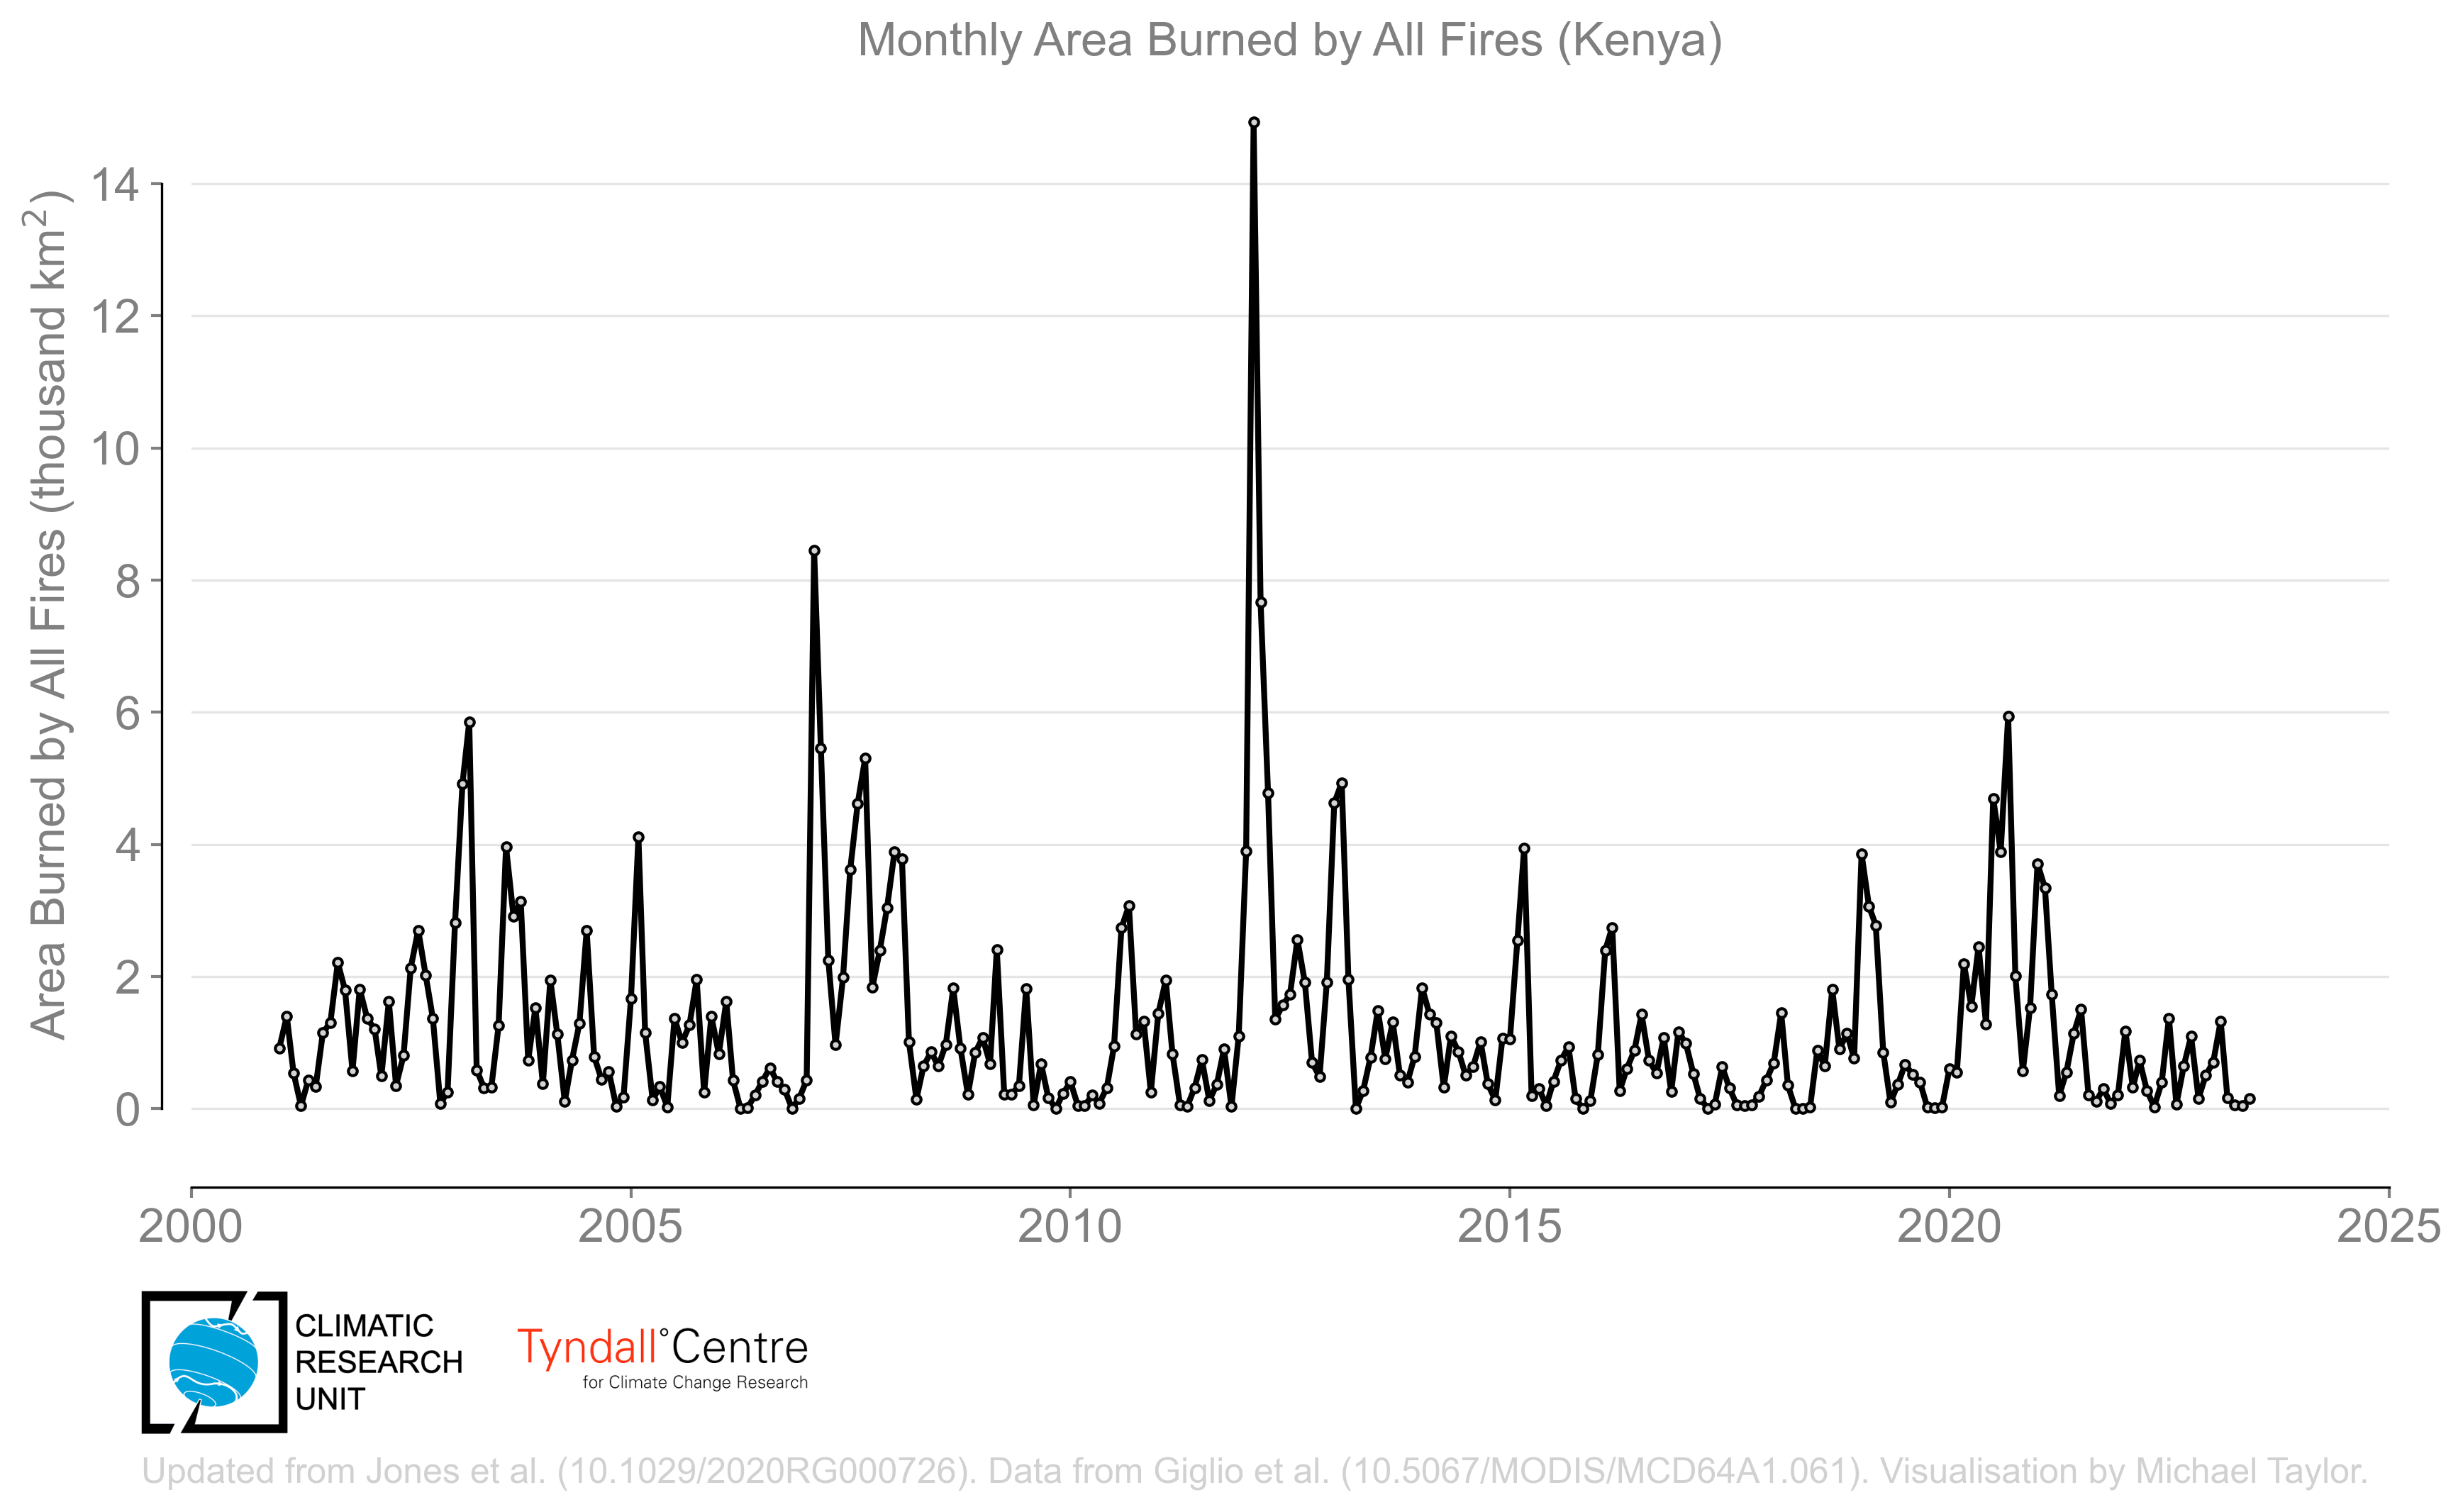 Monthly Area Burned by All Fires (Kenya)
Area Burned by All Fires (thousand km²)
14
12
10
8
6
4
2
0
2000 2005 2010 2015 2020 2025
CLIMATIC
RESEARCH
UNIT
Tyndall°Centre
for Climate Change Research
Updated from Jones et al. (10.1029/2020RG000726). Data from Giglio et al. (10.5067/MODIS/MCD64A1.061). Visualisation by Michael Taylor.